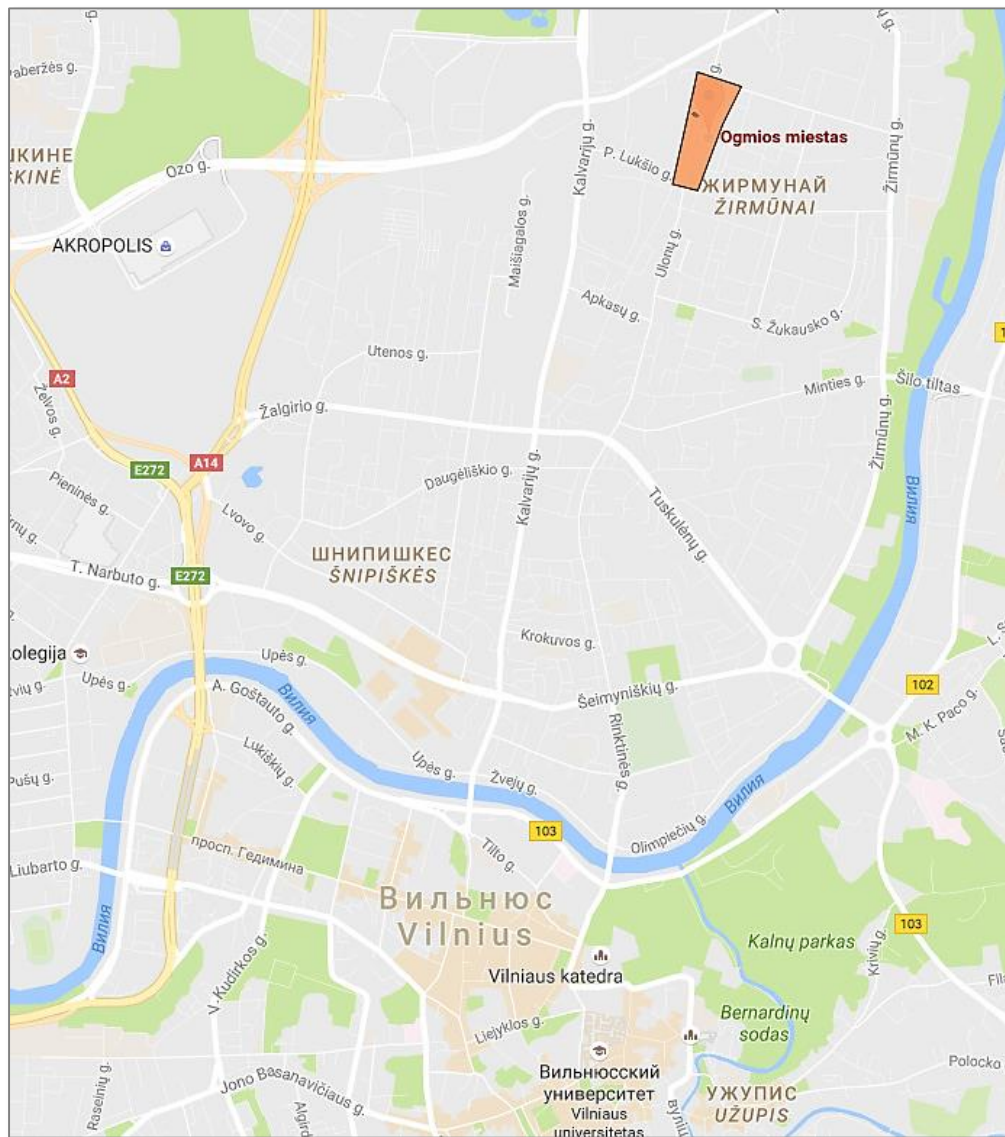 Paberžės g.
Ozo g.
AKROPOLIS
Kalvarijų g.
Maišiagalos g.
P. Lukšio g.
Ogmios miestas
ЖИРМУНАЙ
ŽIRMŪNAI
Žirmūnų g.
Ulonų g.
Apkasų g.
S. Žukausko g.
Utenos g.
Minties g.
Šilo tiltas
A2
Želvos g.
Žalgirio g.
E272
A14
Daugėliškio g.
Kalvarijų g.
Žirmūnų g.
Вилия
Pieninės g.
Lvovo g.
Tuskulėnų g.
ШНИПИШКЕС
ŠNIPIŠKĖS
T. Narbuto g.
E272
Krokuvos g.
olegija
Upės g.
Upės g.
A. Goštauto g.
Вилия
Šeimyniškių g.
Rinktinės g.
102
M. K. Paco g.
Lukiškių g.
Upės g.
Žvejų g.
Вилия
Pušų g.
103
Olimpiečių g.
Tilto g.
просп. Гедимина
Liubarto g.
Вильнюс
Vilnius
103
Вилия
V. Kudirkos g.
Kalnų parkas
Krivių g.
Vilniaus katedra
Bernardinų
sodas
Liejyklos g.
Вильнюсский
университет
Vilniaus
universitetas
Polocko
Raseinių g.
Jono Basanavičiaus g.
УЖУПИС
UŽUPIS